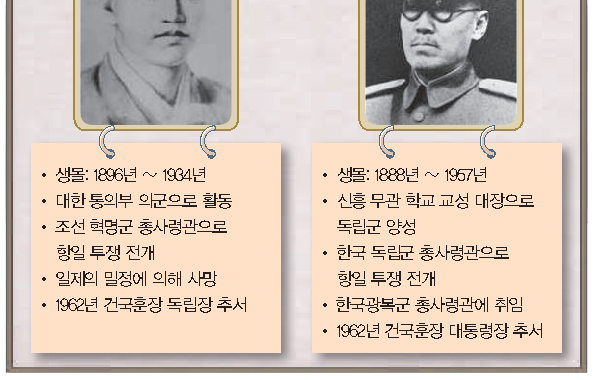 • 생몰: 1896년 ~ 1934년
• 대한 통의부 의군으로 활동
• 조선 혁명군 총사령관으로
항일 투쟁 전개
• 일제의 밀정에 의해 사망
• 1962년 건국훈장 독립장 추서
• 생몰: 1888년 ~ 1957년
• 신흥 무관 학교 교성 대장으로
독립군 양성
• 한국 독립군 총사령관으로
항일 투쟁 전개
• 한국광복군 총사령관에 취임
• 1962년 건국훈장 대통령장 추서